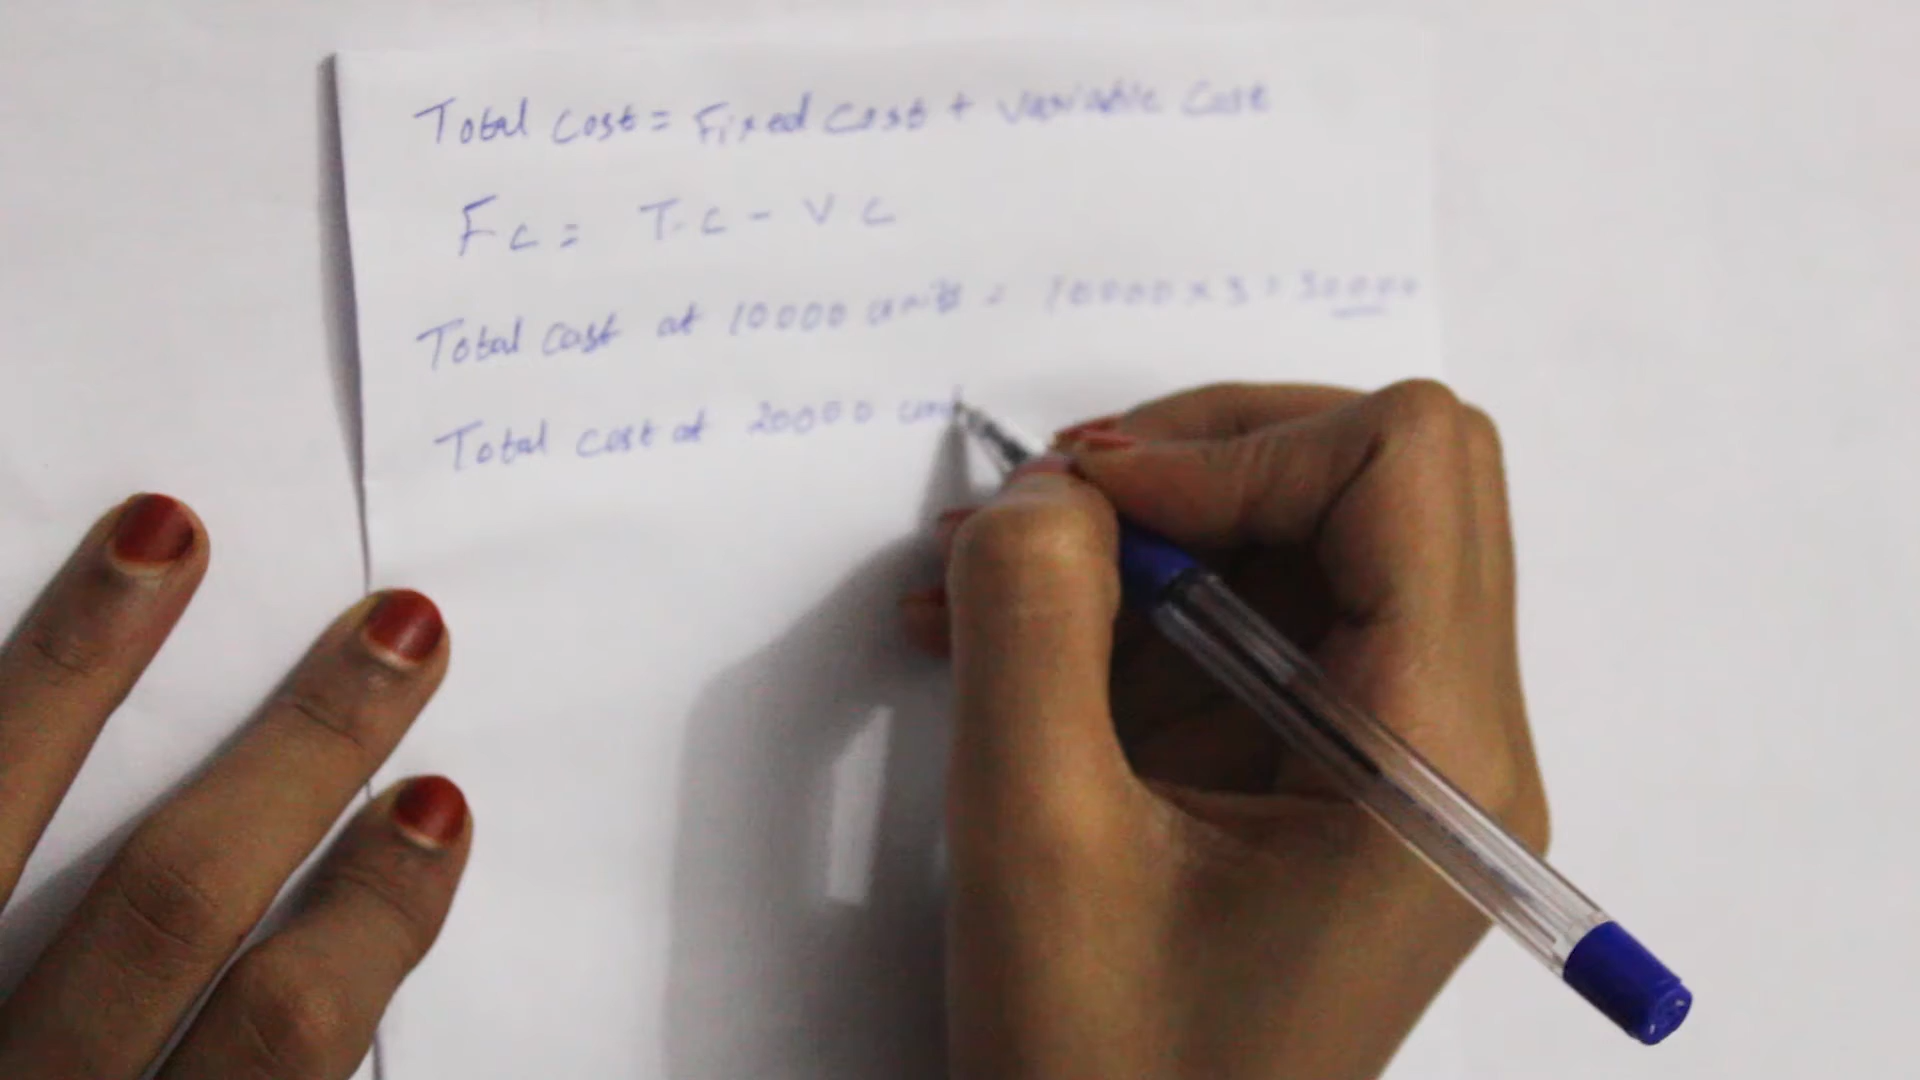 Total cost = Fixed Cost + Variable Cost
FC = T.C - V C
Total cost at 10000 units = 10000 x 3 = 30000
Total cost at 20000 uni